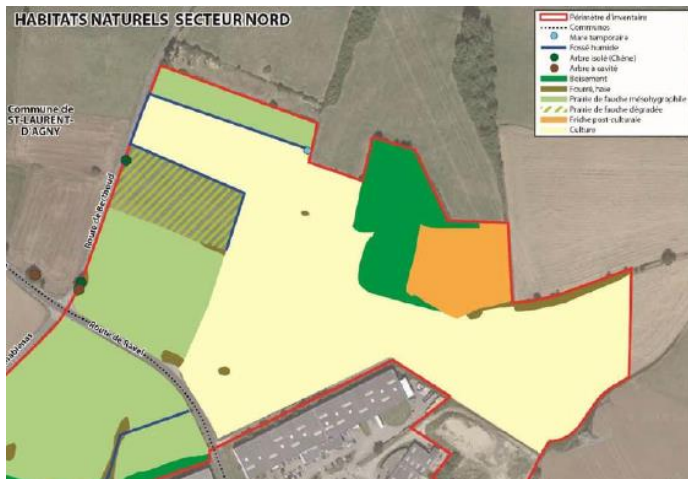 HABITATS NATURELS SECTEUR NORD
Périmètre d'inventaire
Communes
Mare temporaire
Fossé humide
Arbre isolé (Chêne)
Arbre à cavité
Boisement
Fourré, haie
Prairie de fauche mésohygrophile
Prairie de fauche dégradée
Friche post-culturale
Culture
Commune de
ST-LAURENT-
D'AGNY
Route de
Route de Ravel